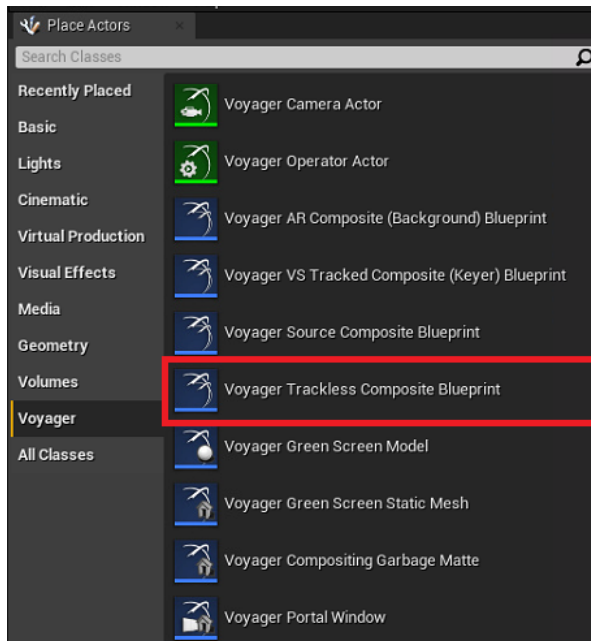 Place Actors
Search Classes
Recently Placed
Basic
Lights
Cinematic
Virtual Production
Visual Effects
Media
Geometry
Volumes
Voyager
All Classes
Voyager Camera Actor
Voyager Operator Actor
Voyager AR Composite (Background) Blueprint
Voyager VS Tracked Composite (Keyer) Blueprint
Voyager Source Composite Blueprint
Voyager Trackless Composite Blueprint
Voyager Green Screen Model
Voyager Green Screen Static Mesh
Voyager Compositing Garbage Matte
Voyager Portal Window